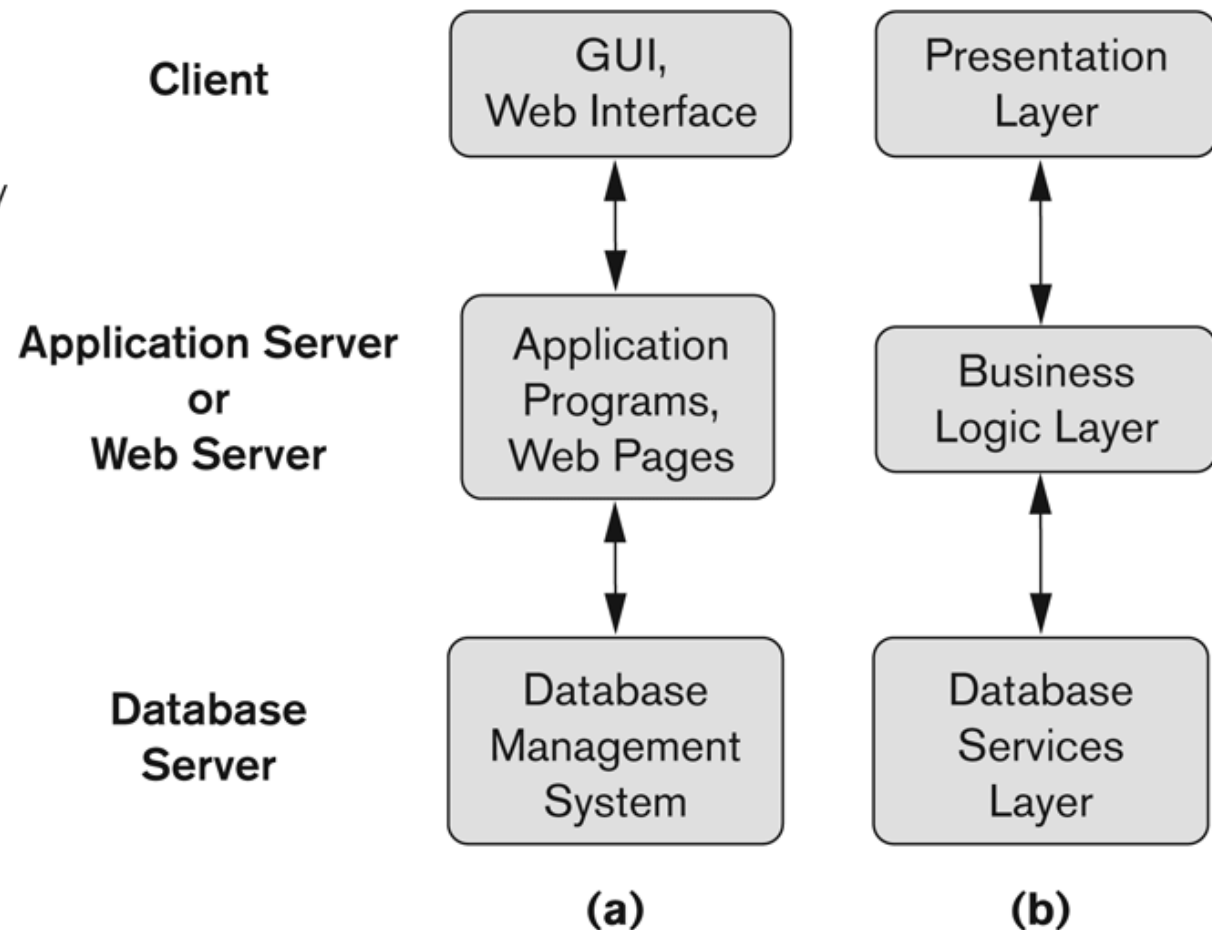 Client
GUI,
Web Interface
Presentation
Layer
y
Application Server
or
Web Server
Application
Programs,
Web Pages
Business
Logic Layer
Database
Server
Database
Management
System
Database
Services
Layer
(a)
(b)